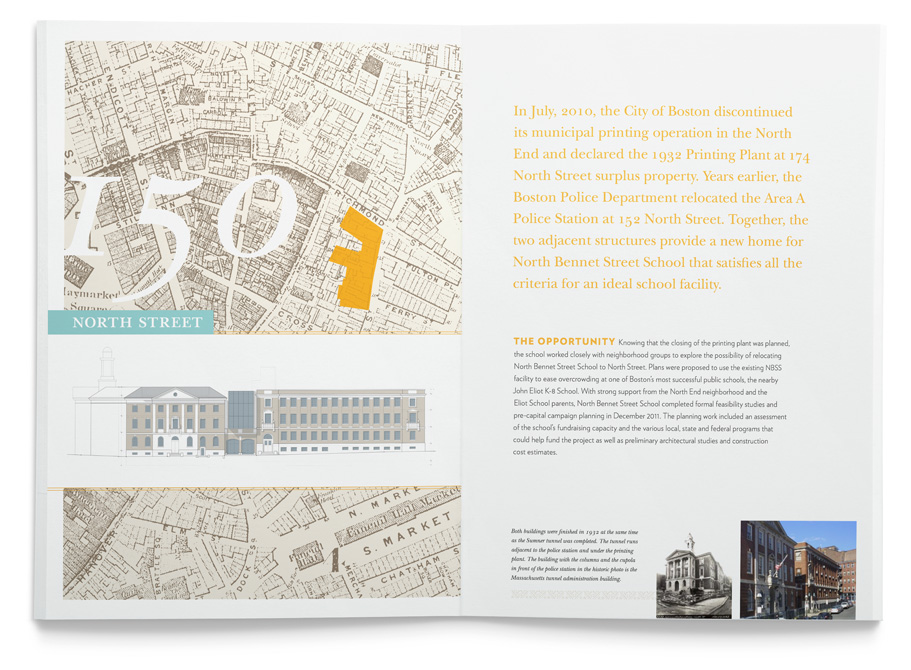 HACHER
ENDICOTT
MARGIN
BALDWIN P.
CARROLL P.
NEW PRINCE
North
150
STILLMAN
RICHMOND
FULTON
FERRY ST.
CROSS
Haymarket
Square
NORTH STREET
N. MARKET
Faneuil Hall Market
S. MARKET
CHATHAM S
In July, 2010, the City of Boston discontinued
its municipal printing operation in the North
End and declared the 1932 Printing Plant at 174
North Street surplus property. Years earlier, the
Boston Police Department relocated the Area A
Police Station at 152 North Street. Together, the
two adjacent structures provide a new home for
North Bennet Street School that satisfies all the
criteria for an ideal school facility.
THE OPPORTUNITY Knowing that the closing of the printing plant was planned,
the school worked closely with neighborhood groups to explore the possibility of relocating
North Bennet Street School to North Street. Plans were proposed to use the existing NBSS
facility to ease overcrowding at one of Boston's most successful public schools, the nearby
John Eliot K-8 School. With strong support from the North End neighborhood and the
Eliot School parents, North Bennet Street School completed formal feasibility studies and
pre-capital campaign planning in December 2011. The planning work included an assessment
of the school's fundraising capacity and the various local, state and federal programs that
could help fund the project as well as preliminary architectural studies and construction
cost estimates.
Both buildings were finished in 1932 at the same time
as the Sumner tunnel was completed. The tunnel runs
adjacent to the police station and under the printing
plant. The building with the columns and the cupola
in front of the police station in the historic photo is the
Massachusetts tunnel administration building.